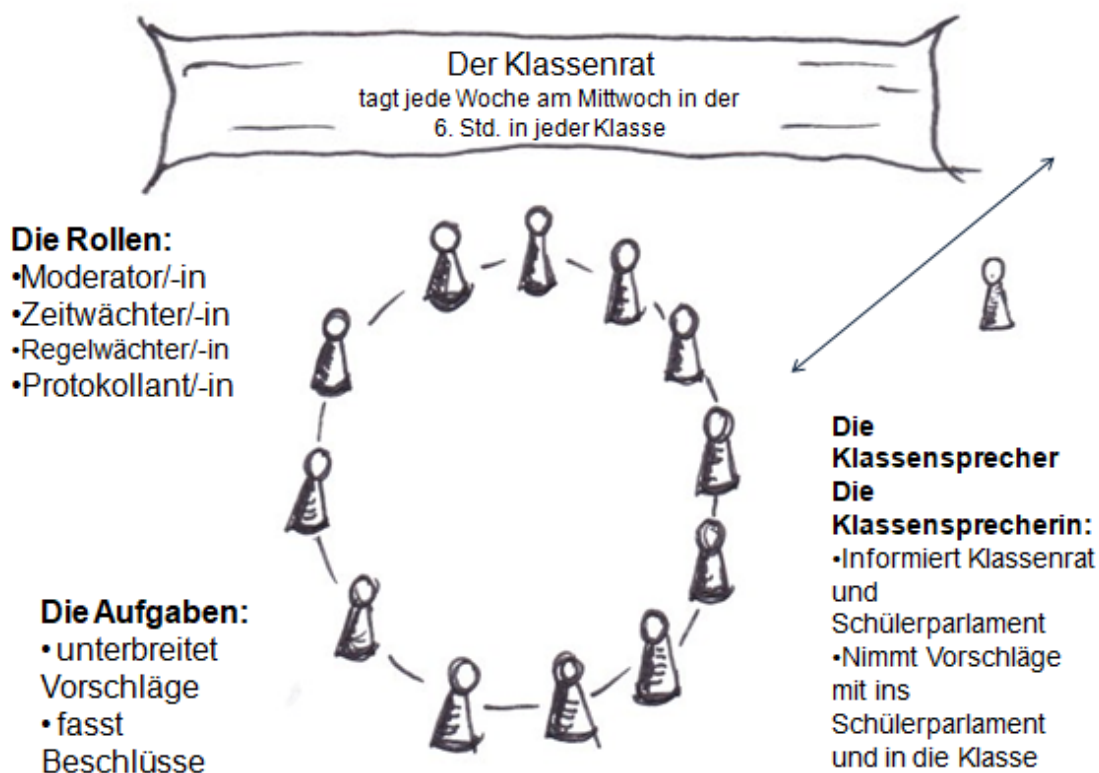 Der Klassenrat
tagt jede Woche am Mittwoch in der
6. Std. in jeder Klasse
Die Rollen:
•Moderator/-in
•Zeitwächter/-in
•Regelwächter/-in
•Protokollant/-in
Die Aufgaben:
• unterbreitet
Vorschläge
• fasst
Beschlüsse
Die
Klassensprecher
Die
Klassensprecherin:
•Informiert Klassenrat
und
Schülerparlament
•Nimmt Vorschläge
mit ins
Schülerparlament
und in die Klasse